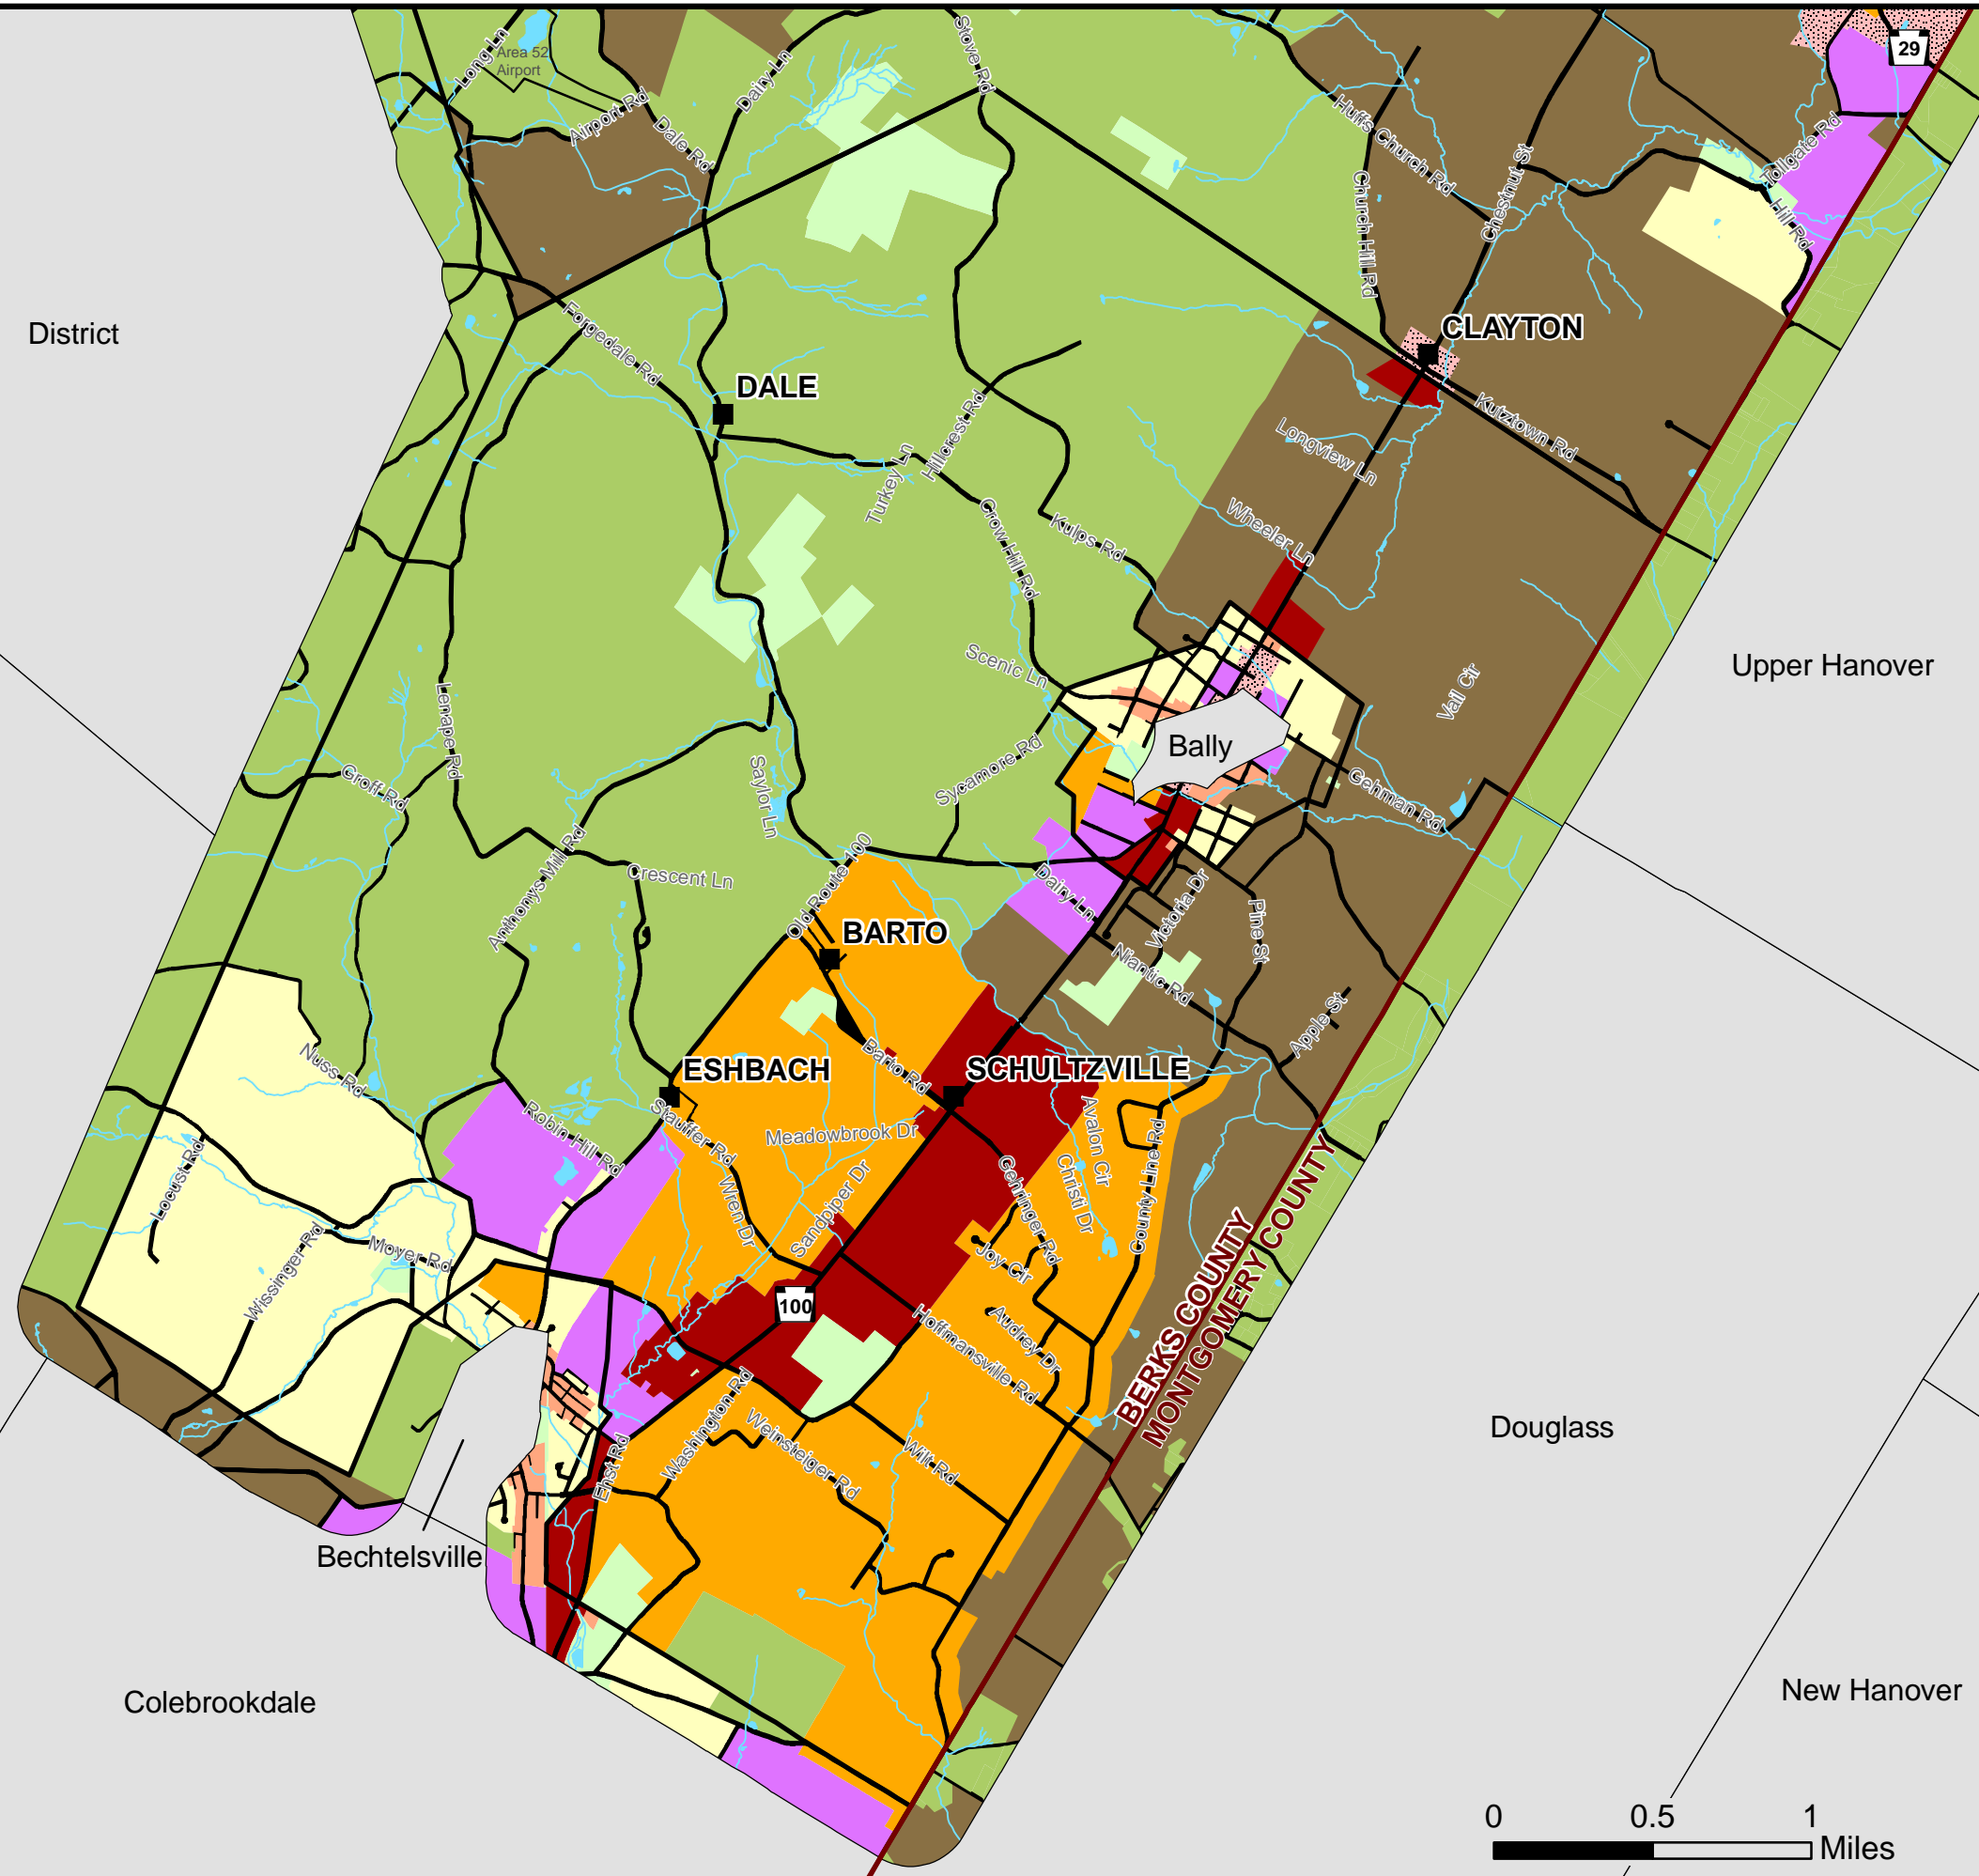 29
Long Ln
Area 52
Airport
Stove Rd
Dairy Ln
Airport Rd
Dale Rd
Huffs Church Rd
Tollgate Rd
Chestnut St
Church Hill Rd
Hill Rd
District
Forgedale Rd
CLAYTON
DALE
Kutztown Rd
Hillcrest Rd
Longview Ln
Turkey Ln
Crow Hill Rd
Kulps Rd
Wheeler Ln
Scenic Ln
Upper Hanover
Vail Cir
Lenape Rd
Bally
Sycamore Rd
Groff Rd
Saylor Ln
Gehman Rd
Anthonys Mill Rd
Crescent Ln
Old Route 100
Dairy Ln
Victoria Dr
Pine St
BARTO
Niantic Rd
Apple St
Nuss Rd
Barto Rd
ESHBACH
SCHULTZVILLE
Robin Hill Rd
Stauffer Rd
Meadowbrook Dr
Avalon Cir
Locust Rd
Wren Dr
Sandpiper Dr
Gehringer Rd
Christi Dr
County Line Rd
Moyer Rd
Wissinger Rd
Joy Cir
BERKS COUNTY
MONTGOMERY COUNTY
100
Hoffmansville Rd
Audrey Dr
Washington Rd
Weinsteiger Rd
Wilt Rd
Ehst Rd
Douglass
Bechtelsville
Colebrookdale
New Hanover
0 0.5 1
Miles